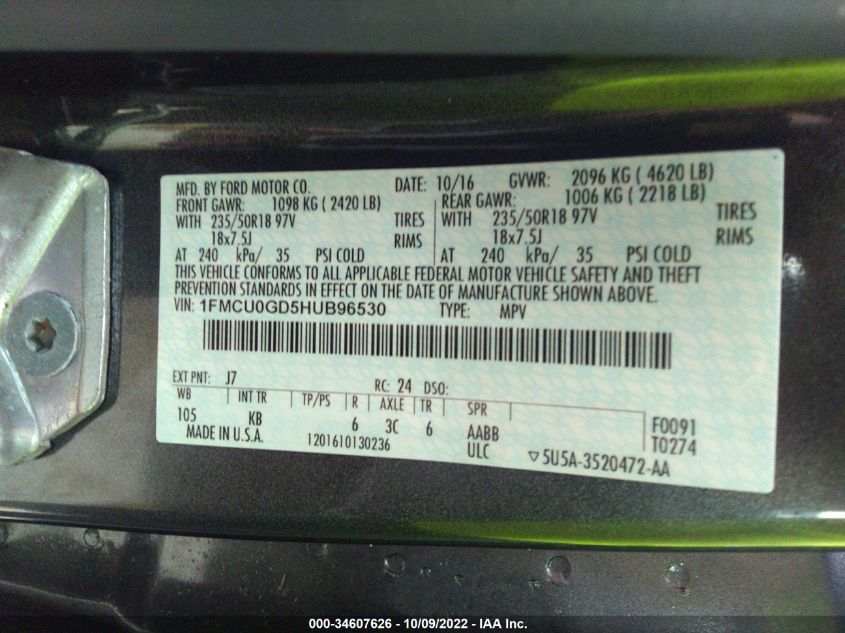 MFD. BY FORD MOTOR CO. DATE: 10/16 GVWR: 2096 KG ( 4620 LB)
FRONT GAWR: 1098 KG ( 2420 LB) REAR GAWR: 1006 KG ( 2218 LB)
WITH 235/50R18 97V TIRES WITH 235/50R18 97V TIRES
18x7.5J RIMS 18x7.5J RIMS
AT 240 kPa/ 35 PSI COLD AT 240 kPa/ 35 PSI COLD
THIS VEHICLE CONFORMS TO ALL APPLICABLE FEDERAL MOTOR VEHICLE SAFETY AND THEFT
PREVENTION STANDARDS IN EFFECT ON THE DATE OF MANUFACTURE SHOWN ABOVE.
VIN: 1FMCU0GD5HUB96530 TYPE: MPV
EXT PNT: J7 RC: 24 DSO:
WB INT TR TP/PS R AXLE TR SPR
105 KB 6 3C 6 AABB F0091
MADE IN U.S.A. 1201610130236 ULC T0274
▽5U5A-3520472-AA
000-34607626 - 10/09/2022 - IAA Inc.